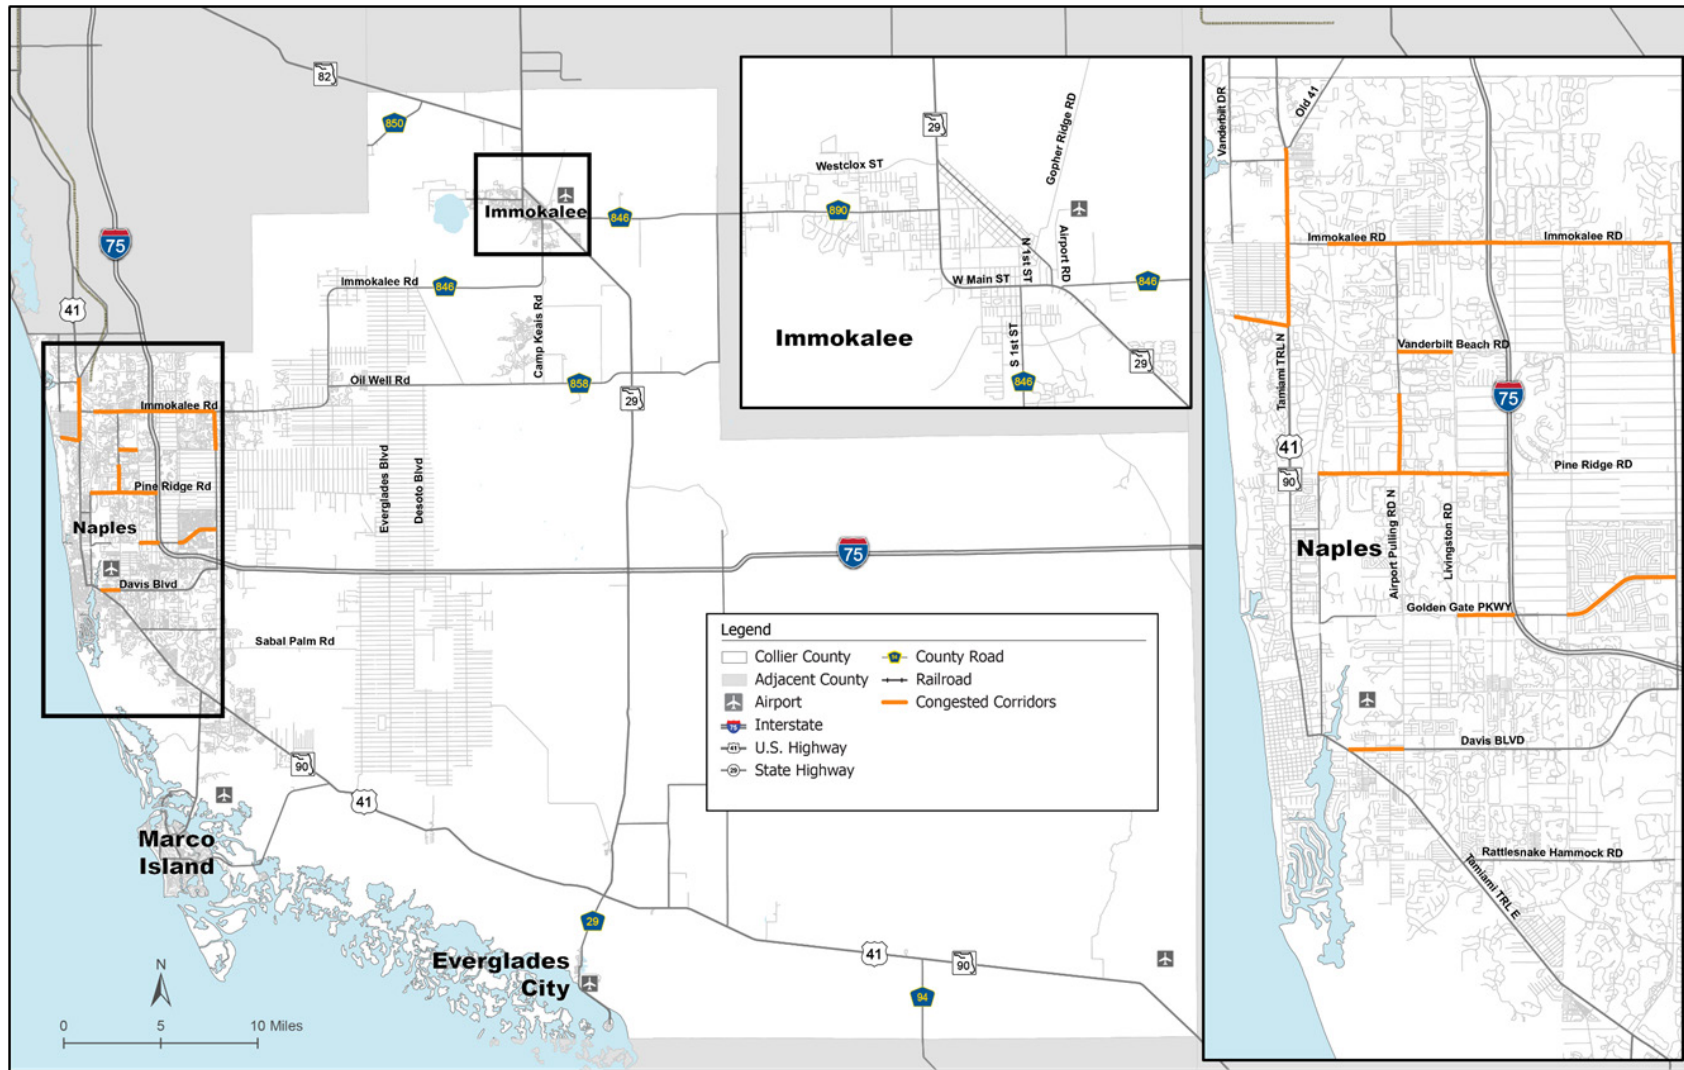 82
850
75
41
Immokalee
846
Immokalee Rd
846
Camp Keais Rd
Oil Well Rd
858
29
Immokalee Rd
Everglades Blvd
Desoto Blvd
Pine Ridge Rd
Naples
75
Davis Blvd
Sabal Palm Rd
90
41
Marco
Island
29
Everglades
City
41
90
94
N
0
5
10 Miles
29
Westclox ST
Gopher Ridge RD
890
N 1st ST
Airport RD
W Main ST
846
Immokalee
S 1st ST
846
29
Legend
Collier County
County Road
Adjacent County
Railroad
Airport
Congested Corridors
75
Interstate
41
U.S. Highway
29
State Highway
Vanderbilt DR
Old 41
Immokalee RD
Immokalee RD
Tamiami TRL N
Vanderbilt Beach RD
75
41
90
Pine Ridge RD
Airport Pulling RD N
Livingston RD
Naples
Golden Gate PKWY
Davis BLVD
Rattlesnake Hammock RD
Tamiami TRL E